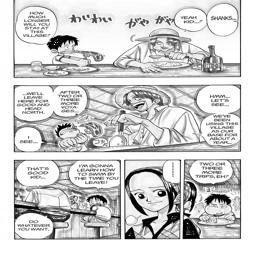 SHANKS...
YEAH
KID...
がや がや
わい わい
HOW
MUCH
LONGER
WILL YOU
STAY AT
THIS
VILLAGE?
HMM...
LET'S
SEE...
WE'VE
BEEN USING
THIS VILLAGE
AS OUR
BASE FOR
ABOUT A
YEAR.
AFTER
TWO OR
THREE
MORE
VOYA-
GES...
...WE'LL
LEAVE
HERE FOR
GOOD AND
HEAD
NORTH.
I
SEE...
TWO OR
THREE
MORE
TRIPS, EH?
I'M GONNA
LEARN HOW
TO SWIM BY
THE TIME
YOU LEAVE!
THAT'S
GOOD
KID...
DO
WHATEVER
YOU WANT.